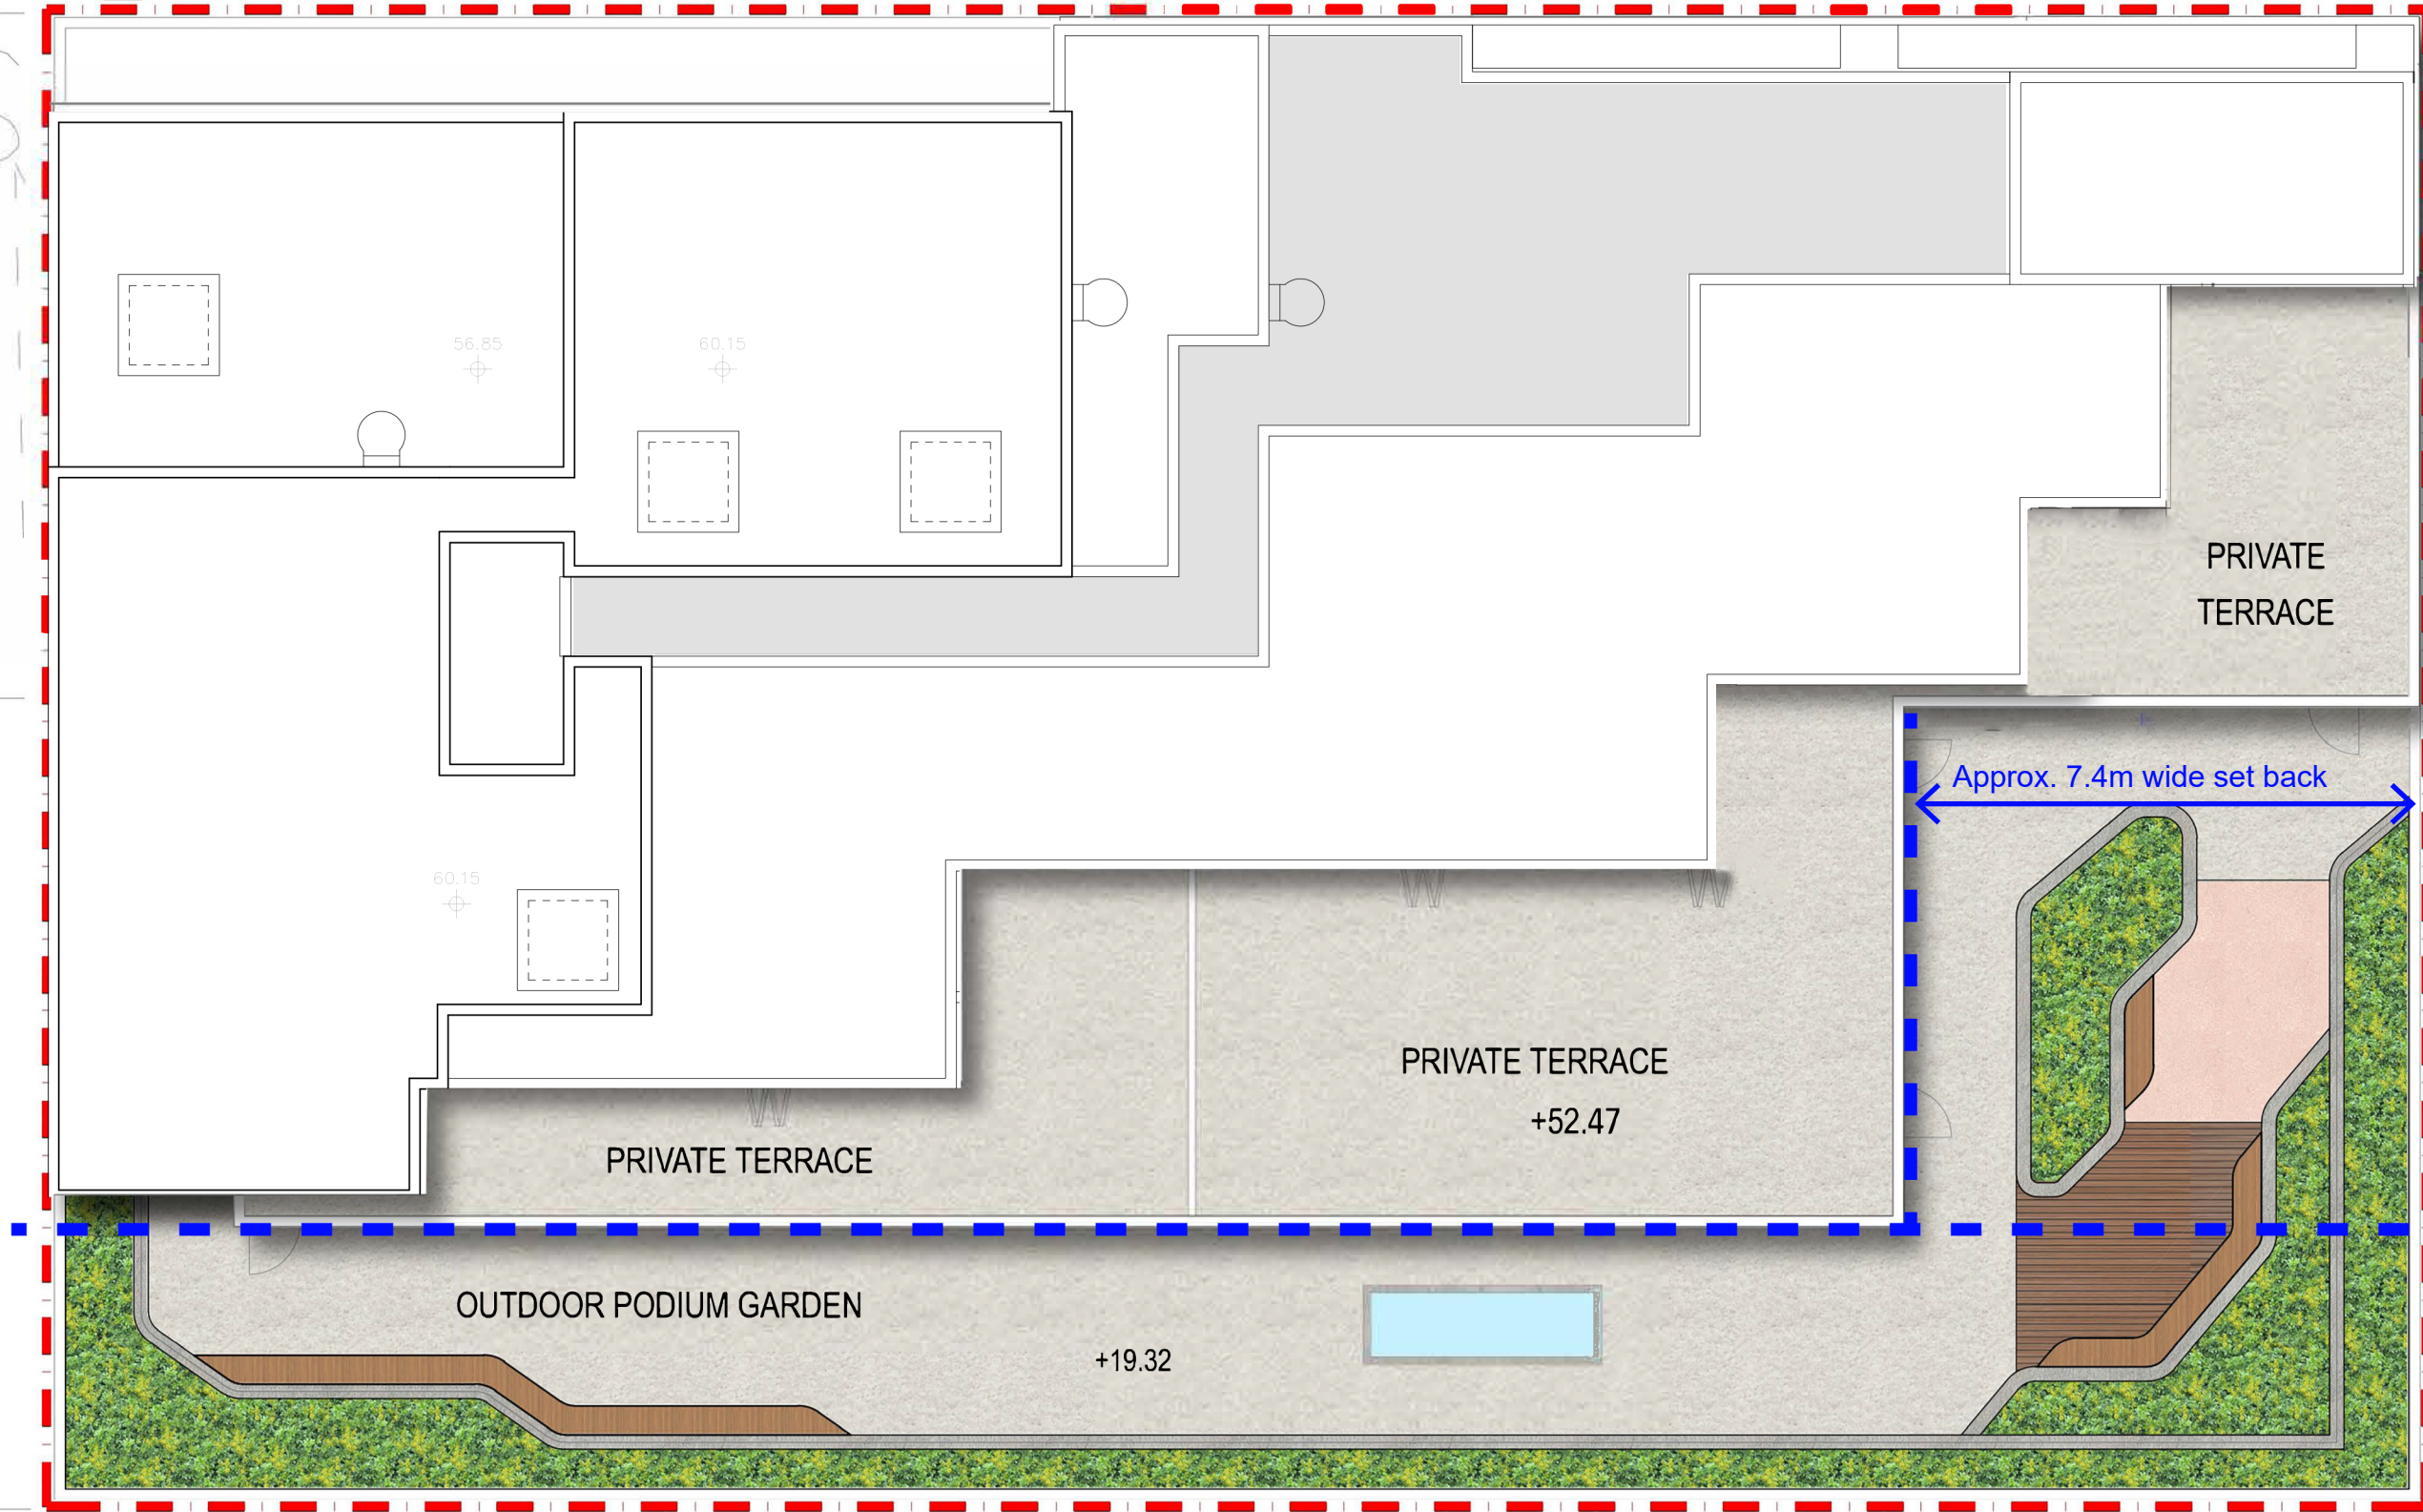 56.85
60.15
PRIVATE
TERRACE
Approx. 7.4m wide set back
60.15
PRIVATE TERRACE
+52.47
PRIVATE TERRACE
OUTDOOR PODIUM GARDEN
+19.32